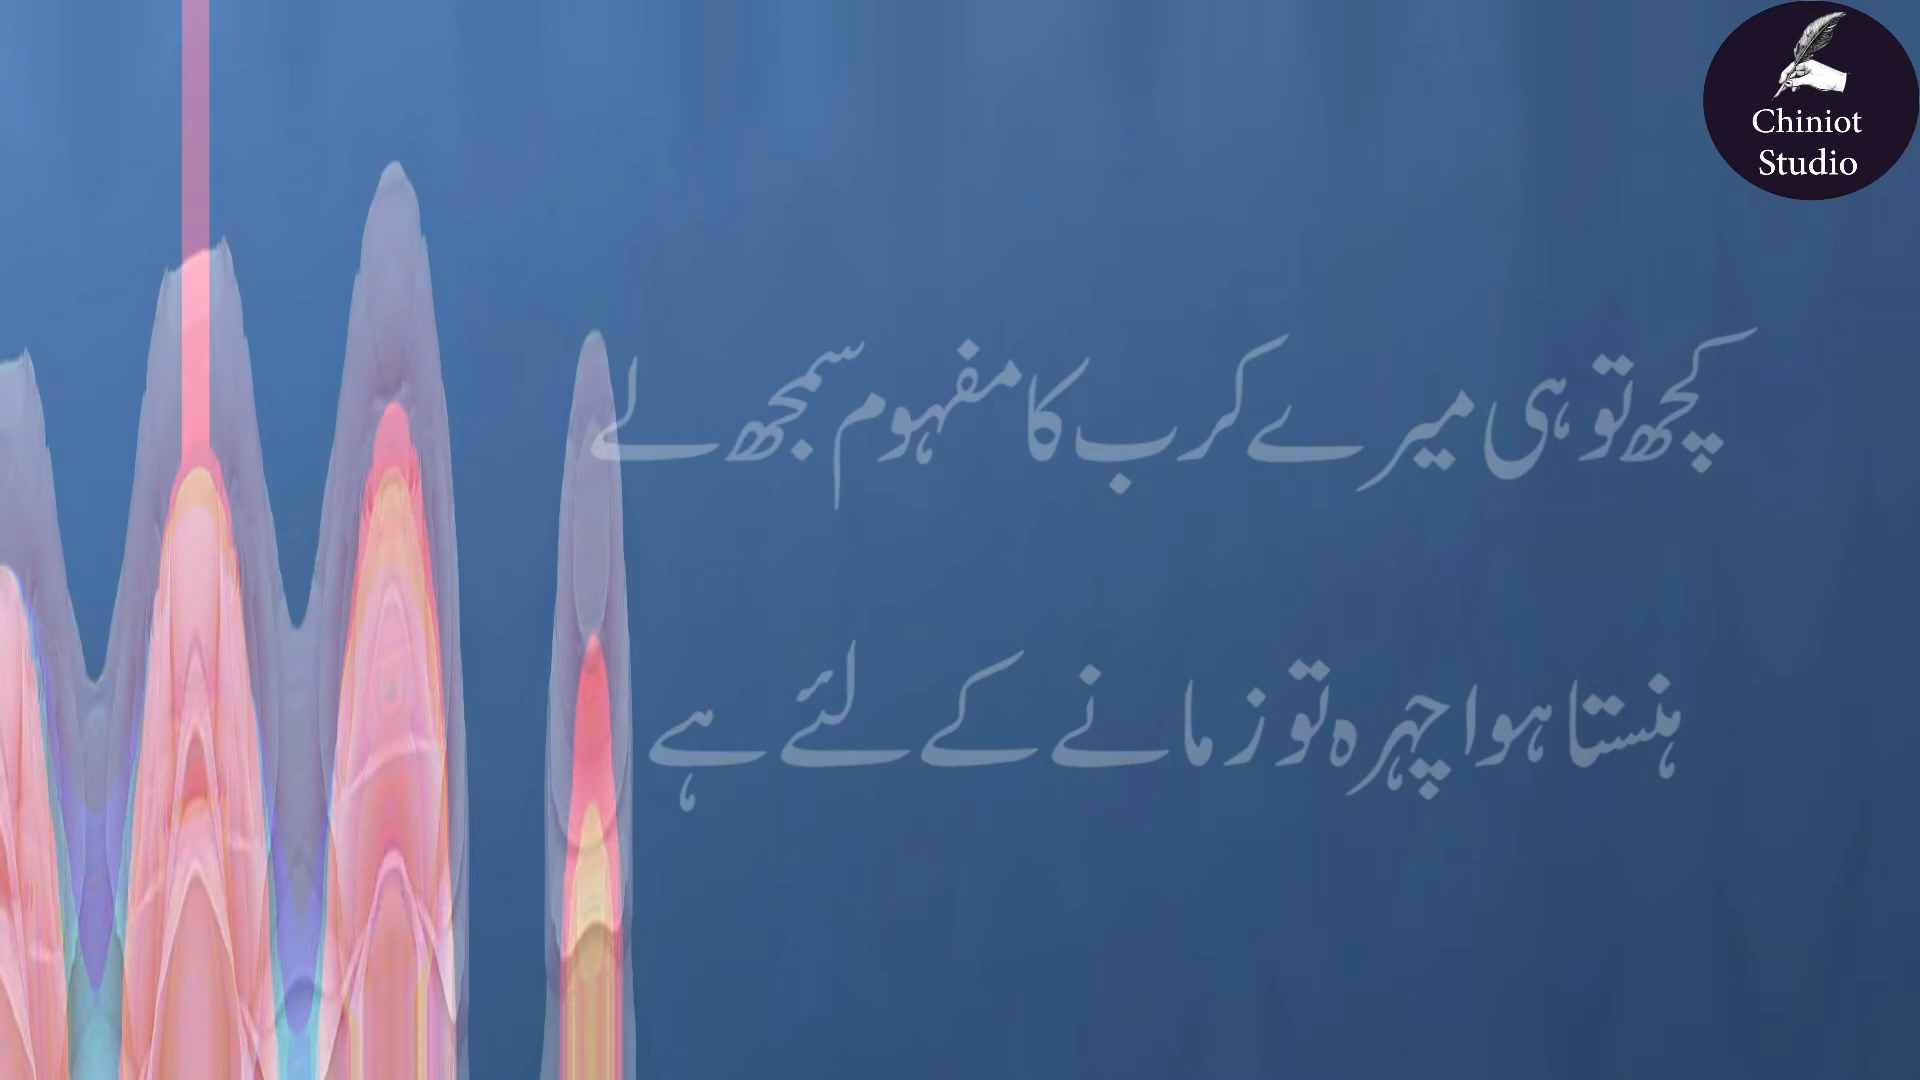 Chiniot
Studio
کچھ تو ہی میرے کرب کا مفہوم سمجھ لے
ہنستا ہوا چہرہ تو زمانے کے لئے ہے